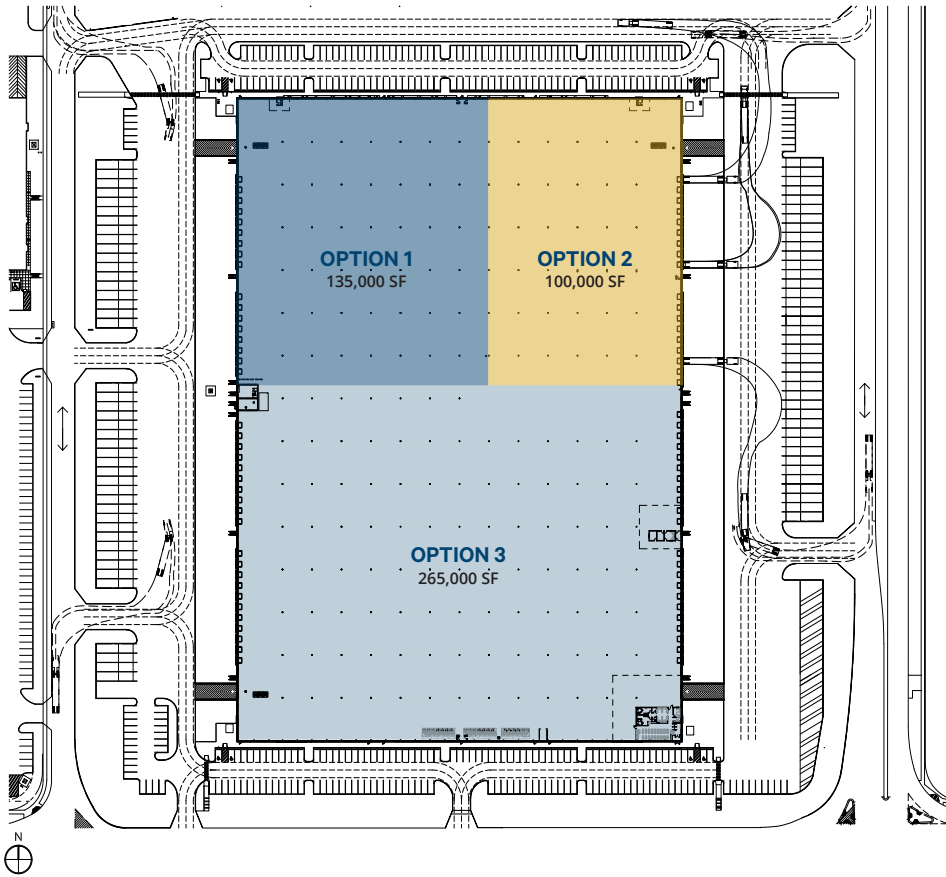 OPTION 1
135,000 SF
OPTION 2
100,000 SF
OPTION 3
265,000 SF
N